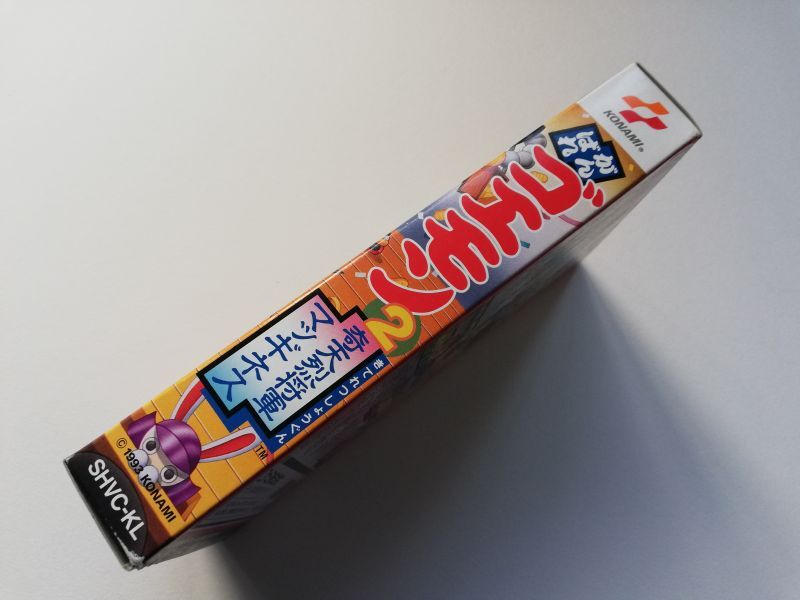 KONAMI®
がんばれ
ゴエモン2
きてれつしょうぐん
奇天烈将軍
マッギネス
TM
© 1993 KONAMI
SHVC-KL